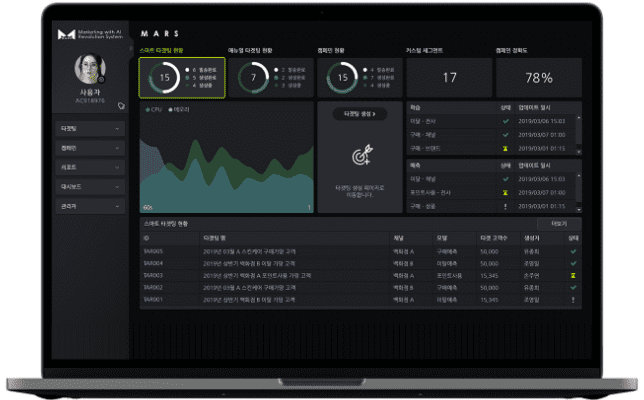 Marketing with AI
Revolution System
MARS
사용자
AC918976
타겟팅
캠페인
리포트
대시보드
관리자
스마트 타겟팅 현황
15
6 발송완료
5 생성완료
4 생성중
매뉴얼 타겟팅 현황
7
2 발송완료
2 생성완료
3 생성중
캠페인 현황
15
4 발송완료
7 생성완료
4 생성중
커스텀 세그먼트
17
캠페인 정확도
78%
CPU 메모리
60s 1
타겟팅 생성 >
타겟팅 생성 페이지로
이동합니다.
학습 상태 업데이트 일시
이탈 - 전사 2019/03/06 15:03
구매 - 채널 2019/03/07 01:00
구매 - 브랜드 2019/03/01 01:15
예측 상태 업데이트 일시
이탈 - 채널 2019/03/06 15:03
포인트사용 - 전사 2019/03/07 01:00
구매 - 상품 2019/03/01 01:15
스마트 타겟팅 현황 더보기
ID 타겟팅 명 채널 모델 타겟 고객수 생성자 상태
TAR005 2019년 03월 A 스킨케어 구매가망 고객 백화점 A 구매예측 50,000 유종희
TAR004 2019년 상반기 백화점 B 이탈 가망 고객 백화점 B 이탈예측 50,000 조영일
TAR003 2019년 상반기 백화점 A 포인트사용 가망 고객 백화점 A 포인트사용 15,345 손주연
TAR002 2019년 03월 A 스킨케어 구매가망 고객 백화점 A 구매예측 50,000 유종희
TAR001 2019년 상반기 백화점 B 이탈 가망 고객 백화점 B 이탈예측 15,345 조영일